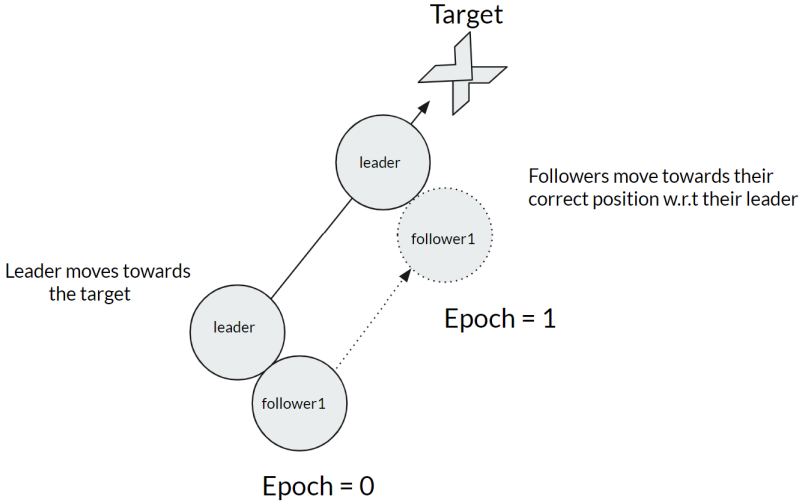 Target
leader
Followers move towards their
correct position w.r.t their leader
follower1
Leader moves towards
the target
Epoch = 1
leader
follower1
Epoch = 0